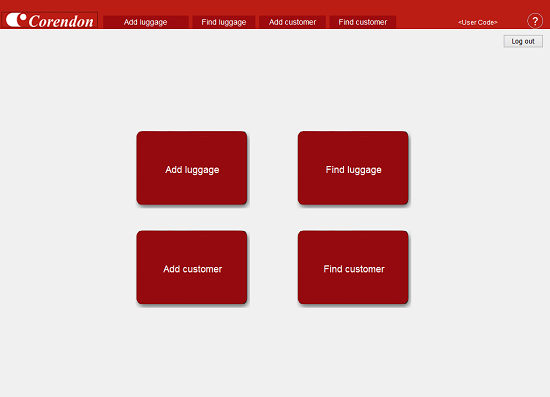 Corendon Add luggage Find luggage Add customer Find customer <User Code> ?
Log out
Add luggage Find luggage
Add customer Find customer